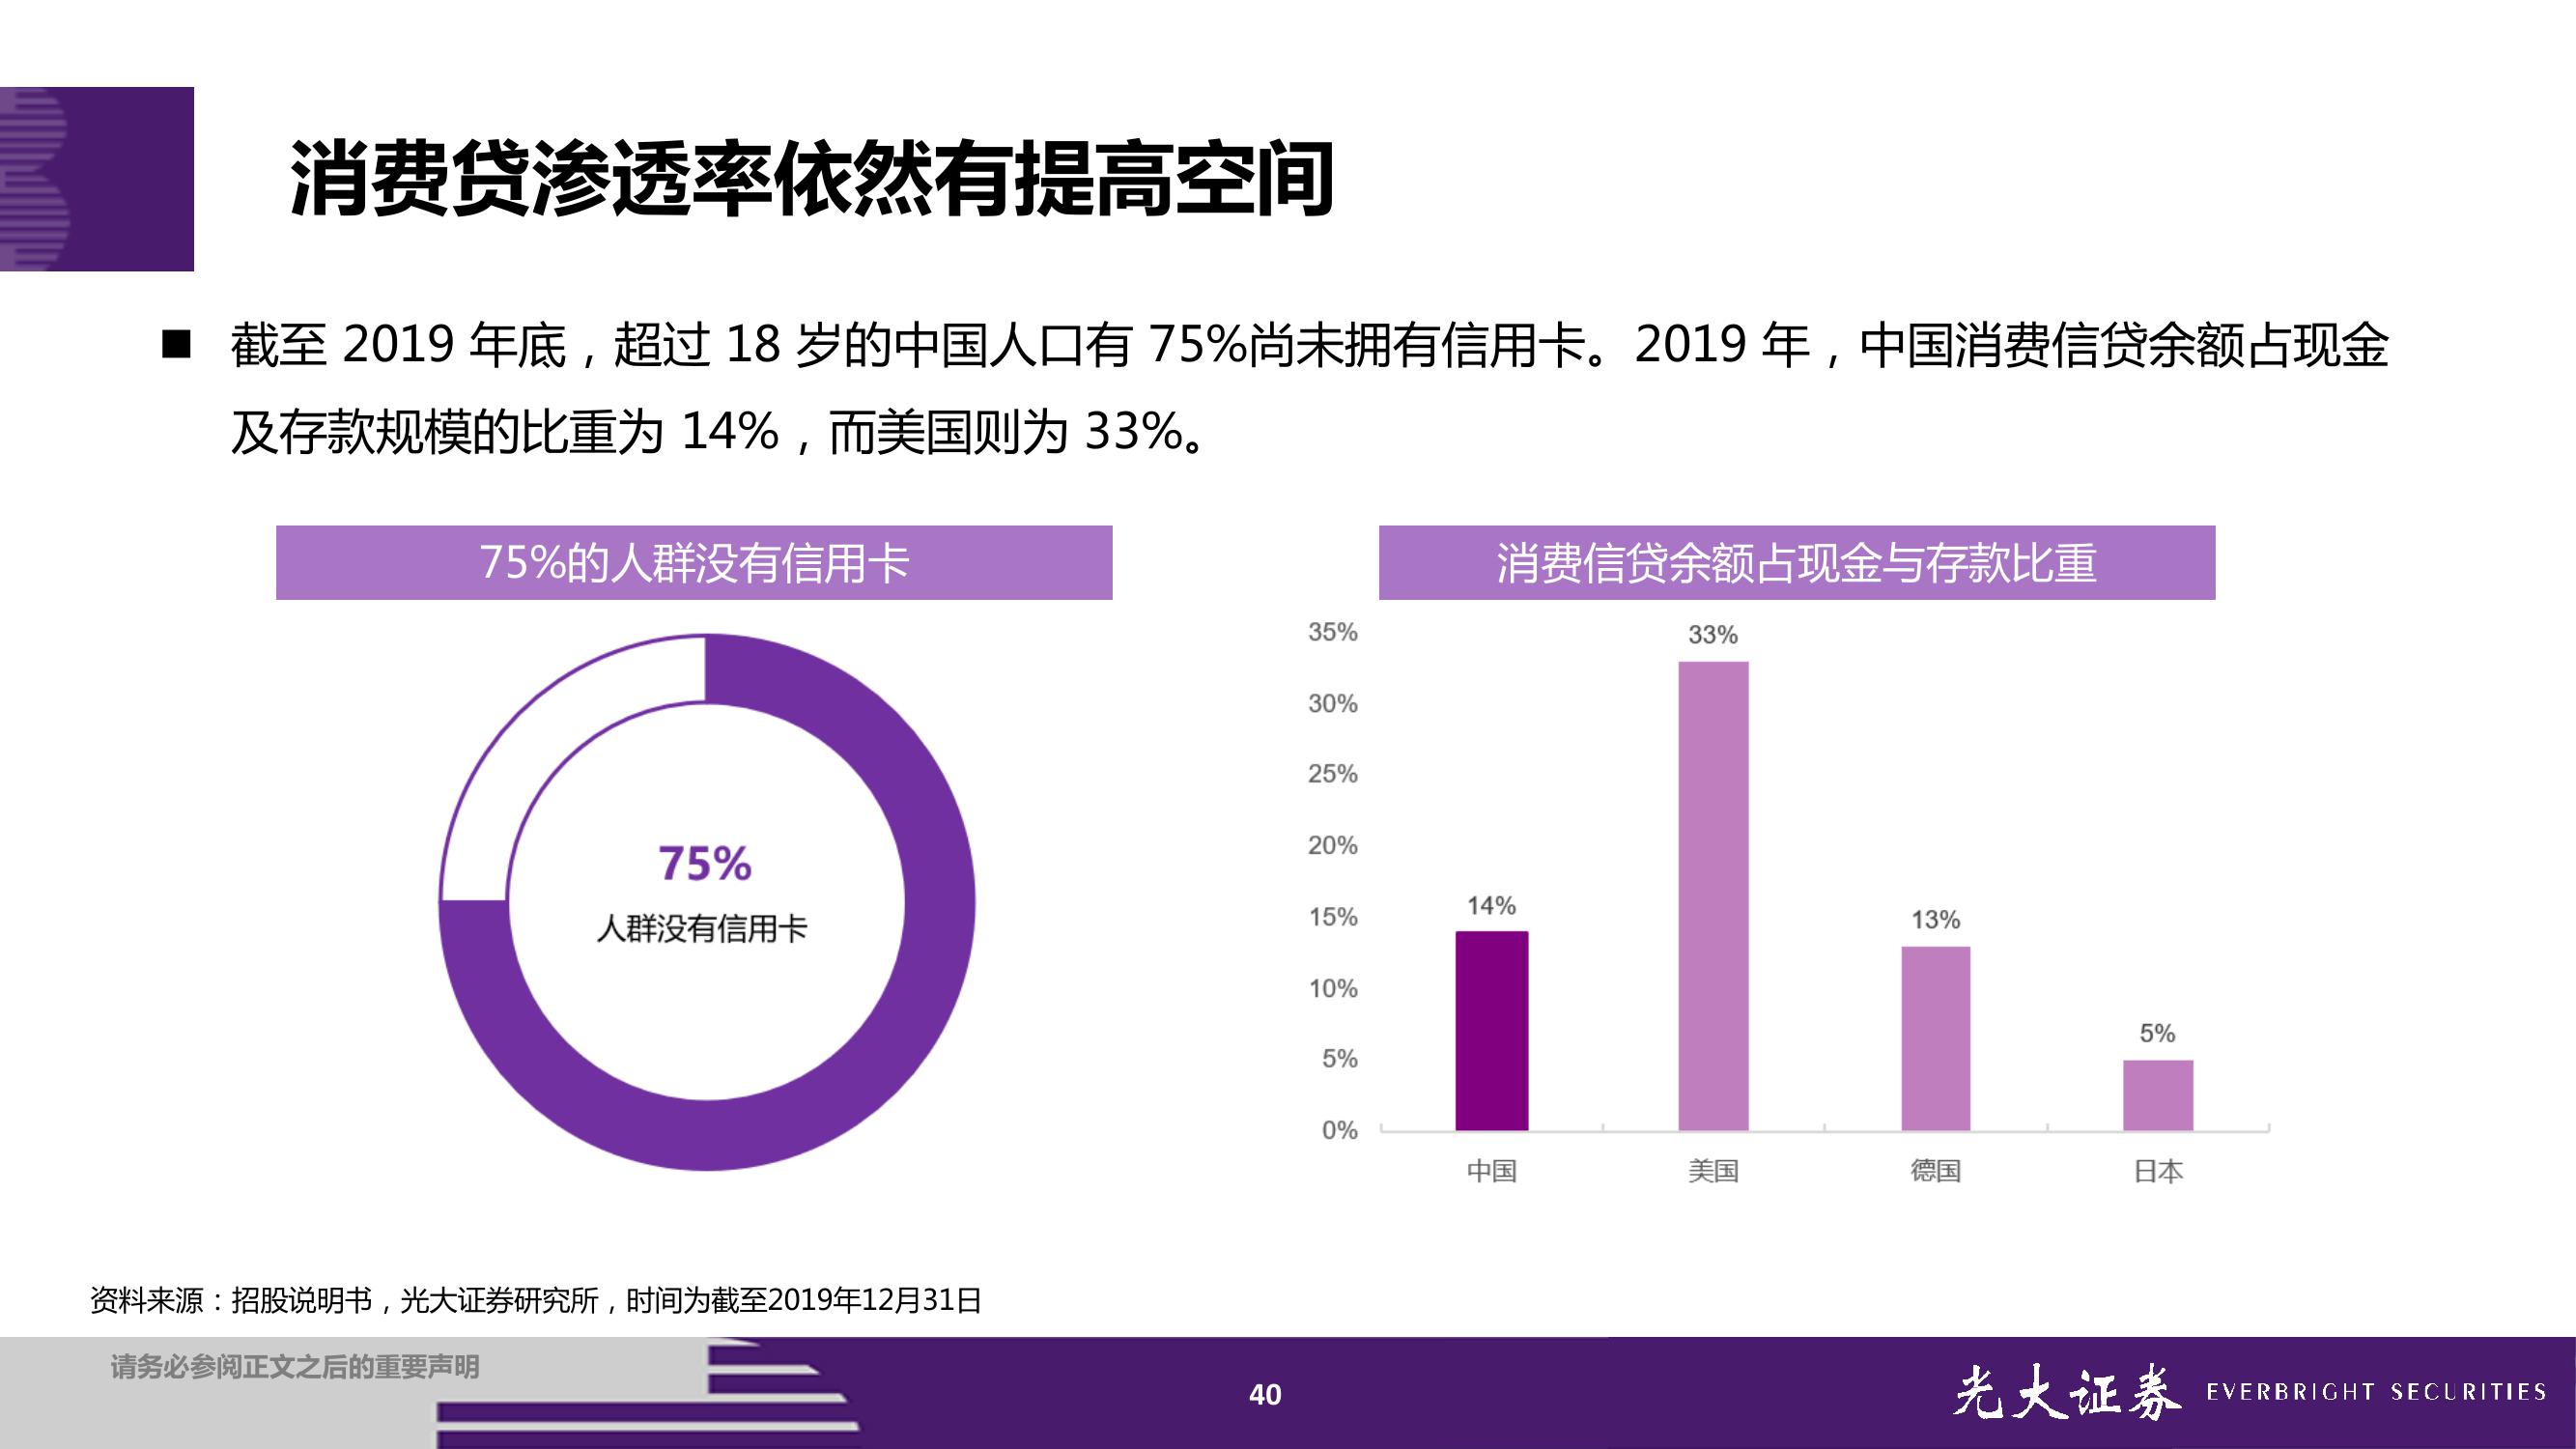 消费贷渗透率依然有提高空间
■ 截至 2019 年底，超过 18 岁的中国人口有 75%尚未拥有信用卡。2019 年，中国消费信贷余额占现金
及存款规模的比重为 14%，而美国则为 33%。
75%的人群没有信用卡
75%
人群没有信用卡
消费信贷余额占现金与存款比重
35%
30%
25%
20%
15%
10%
5%
0%
14%
33%
13%
5%
中国 美国 德国 日本
资料来源：招股说明书，光大证券研究所，时间为截至2019年12月31日
请务必参阅正文之后的重要声明
40
光大证券 EVERBRIGHT SECURITIES